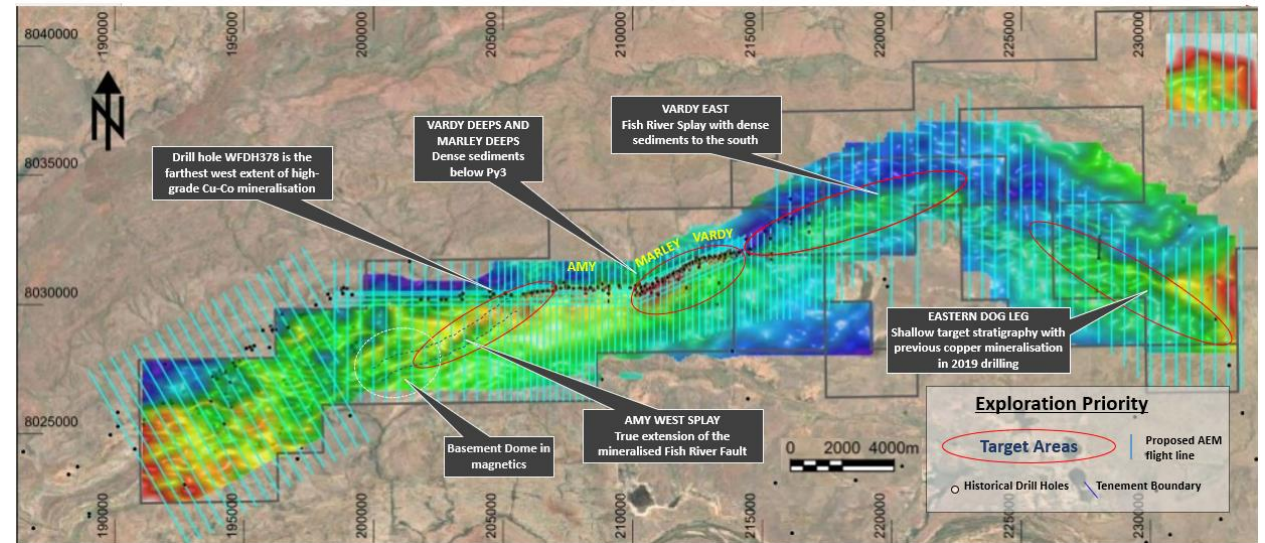 8040000
190000
195000
200000
205000
210000
215000
220000
225000
230000
N
VARDY EAST
Fish River Splay with dense
sediments to the south
VARDY DEEPS AND
MARLEY DEEPS
Dense sediments
below Py3
Drill hole WFDH378 is the
farthest west extent of high-
grade Cu-Co mineralisation
8035000
AMY
MARLEY
VARDY
8030000
EASTERN DOG LEG
Shallow target stratigraphy with
previous copper mineralisation
in 2019 drilling
AMY WEST SPLAY
True extension of the
mineralised Fish River Fault
Basement Dome in
magnetics
8025000
0 2000 4000m
Exploration Priority
Target Areas
Proposed AEM
flight line
Historical Drill Holes
Tenement Boundary
190000
195000
200000
205000
210000
215000
220000
225000
230000